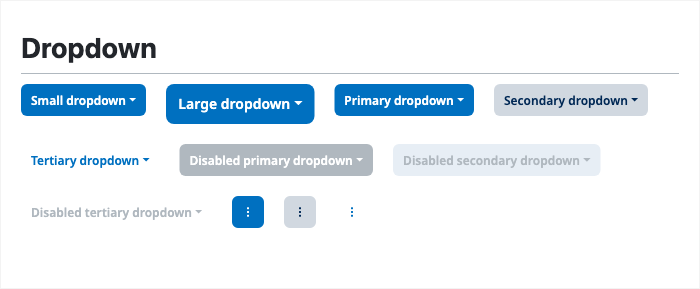 Dropdown
Small dropdown
Large dropdown
Primary dropdown
Secondary dropdown
Tertiary dropdown
Disabled primary dropdown
Disabled secondary dropdown
Disabled tertiary dropdown